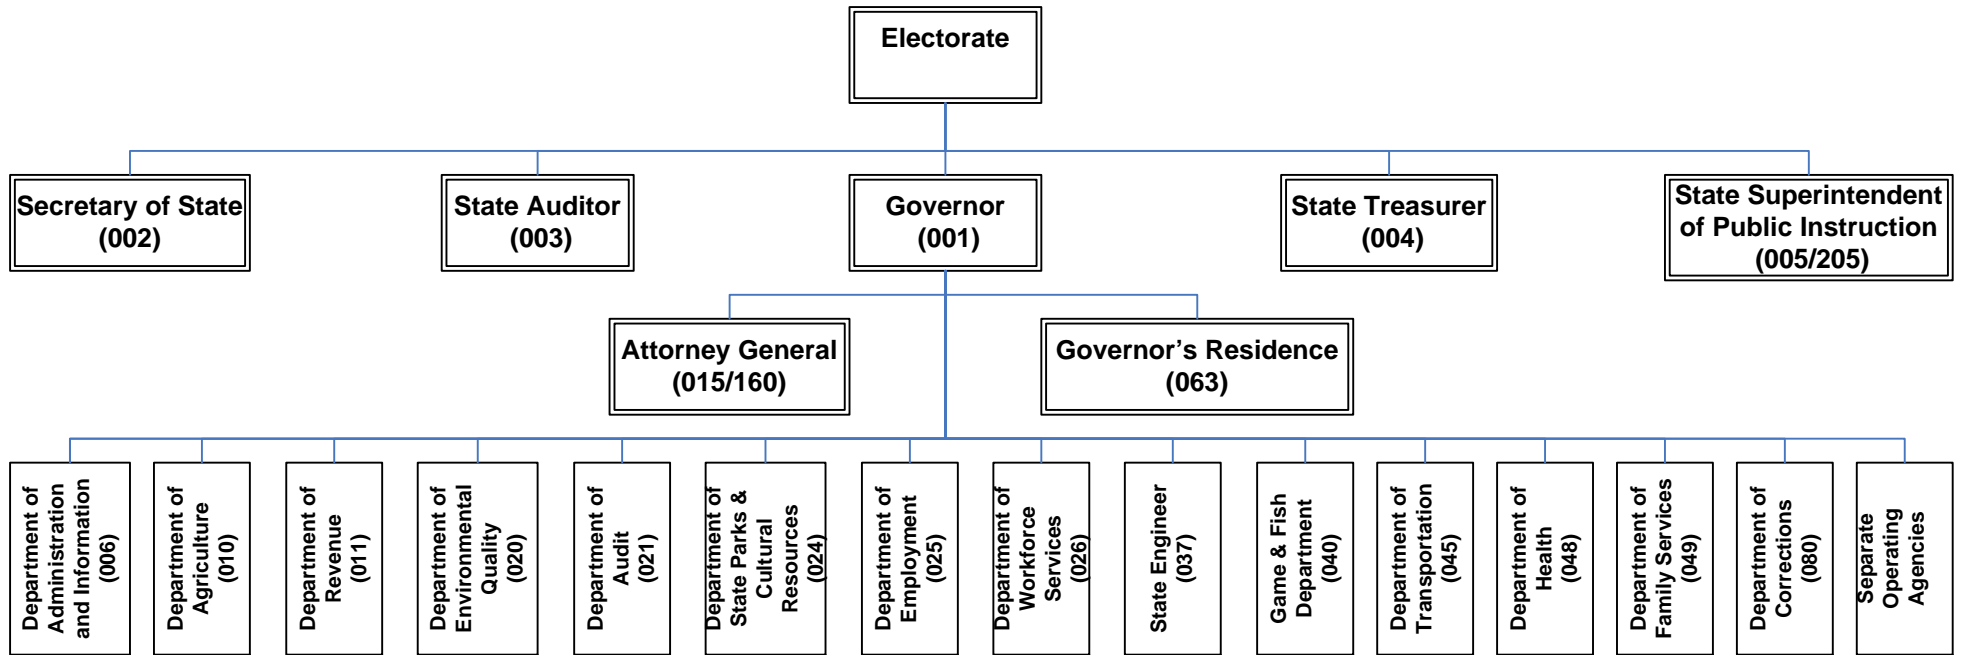 Electorate
Secretary of State
(002)
State Auditor
(003)
Governor
(001)
State Treasurer
(004)
State Superintendent
of Public Instruction
(005/205)
Attorney General
(015/160)
Governor’s Residence
(063)
Department of
Administration
and Information
(006)
Department of
Agriculture
(010)
Department of
Revenue
(011)
Department of
Environmental
Quality
(020)
Department of
Audit
(021)
Department of
State Parks &
Cultural
Resources
(024)
Department of
Employment
(025)
Department of
Workforce
Services
(026)
State Engineer
(037)
Game & Fish
Department
(040)
Department of
Transportation
(045)
Department of
Health
(048)
Department of
Family Services
(049)
Department of
Corrections
(080)
Separate
Operating
Agencies